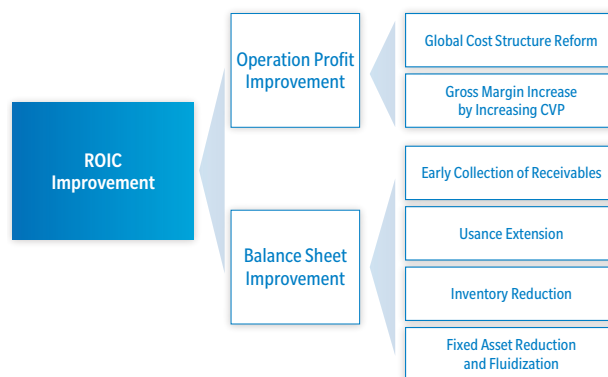 ROIC
Improvement
Operation Profit
Improvement
Global Cost Structure Reform
Gross Margin Increase
by Increasing CVP
Balance Sheet
Improvement
Early Collection of Receivables
Usance Extension
Inventory Reduction
Fixed Asset Reduction
and Fluidization